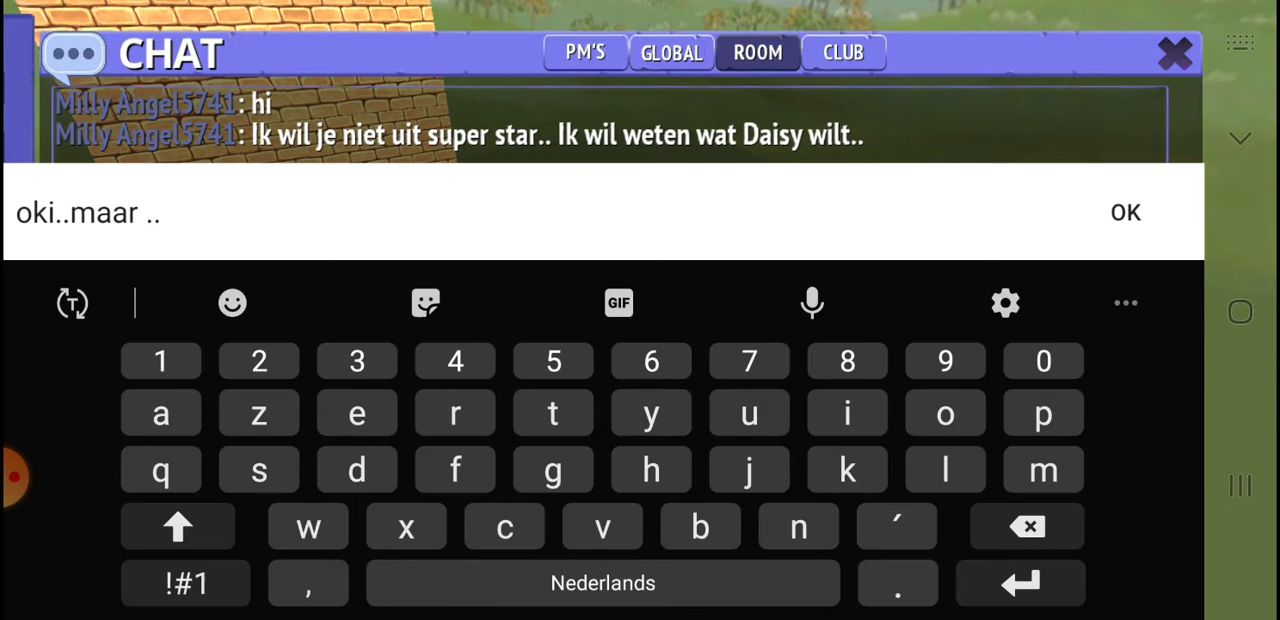 CHAT
PM'S GLOBAL ROOM CLUB
Milly Angel5741: hi
Milly Angel5741: Ik wil je niet uit super star.. Ik wil weten wat Daisy wilt..
oki..maar ..
OK
T GIF
1 2 3 4 5 6 7 8 9 0
a z e r t y u i o p
q s d f g h j k l m
w x c v b n ´
!#1 , Nederlands .